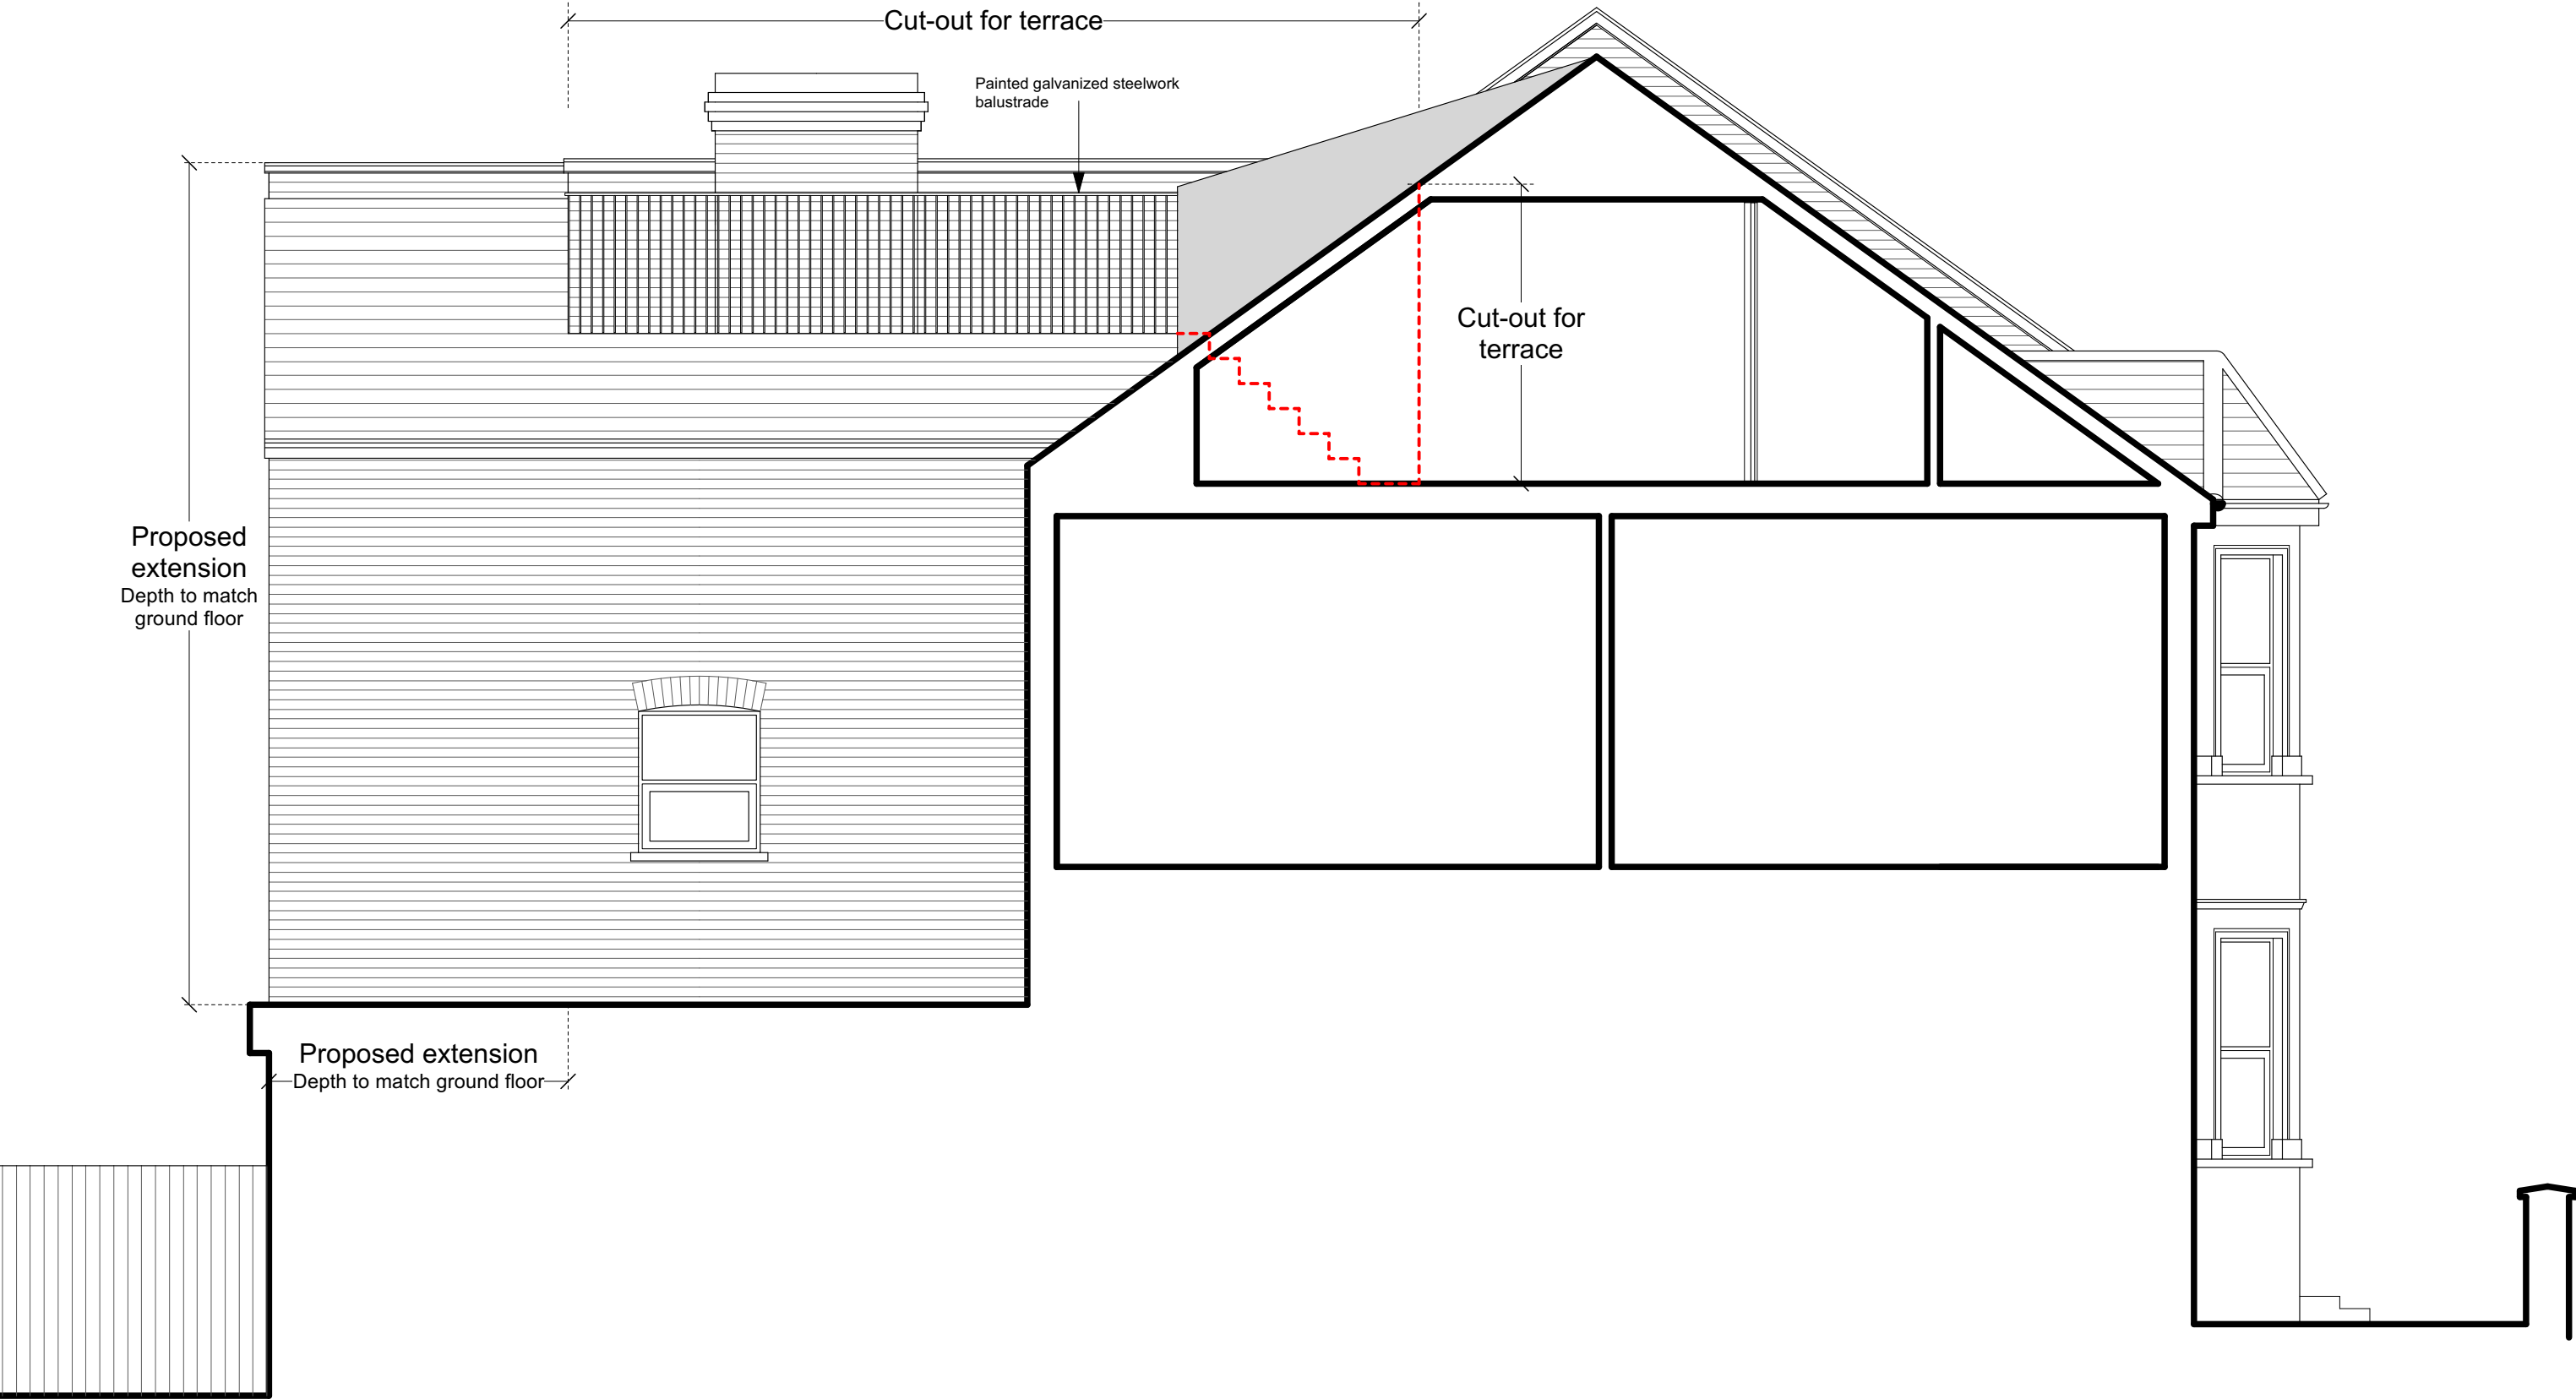 Cut-out for terrace
Painted galvanized steelwork
balustrade
Cut-out for
terrace
Proposed
extension
Depth to match
ground floor
Proposed extension
Depth to match ground floor